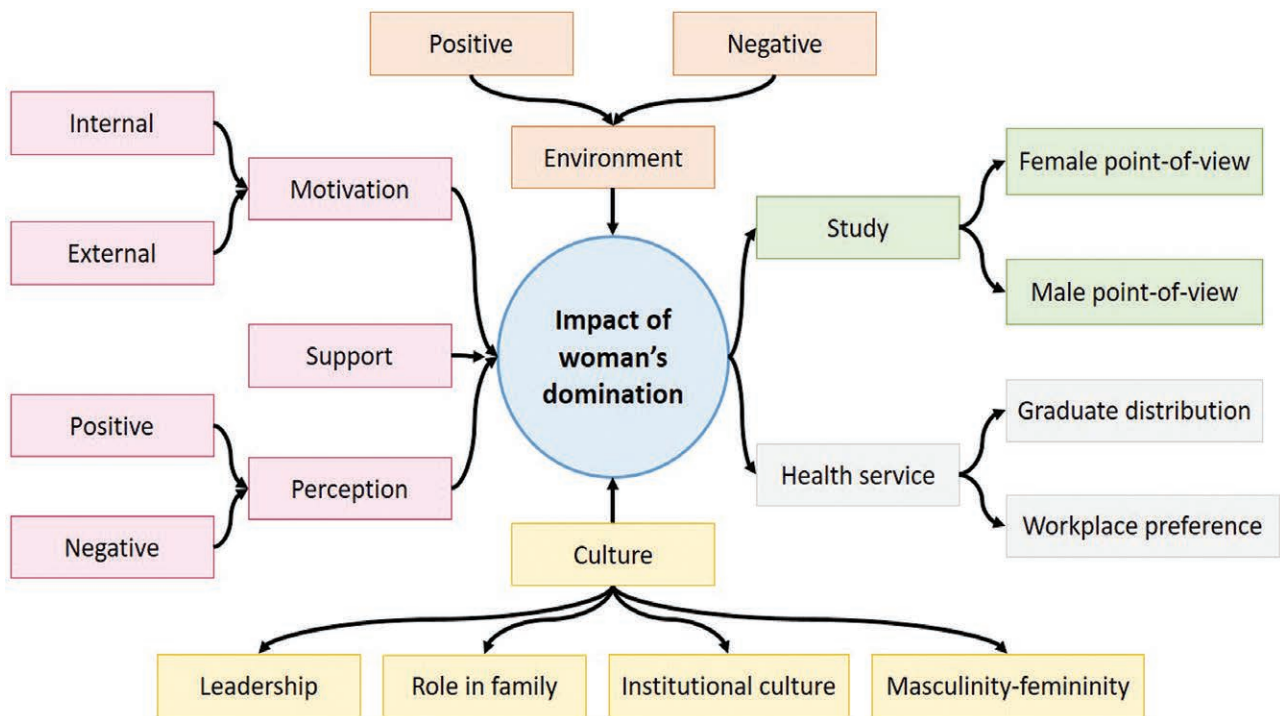 Positive
Negative
Internal
Environment
Female point-of-view
Motivation
Study
External
Male point-of-view
Impact of
woman's
domination
Support
Graduate distribution
Positive
Health service
Perception
Workplace preference
Negative
Culture
Leadership
Role in family
Institutional culture
Masculinity-femininity